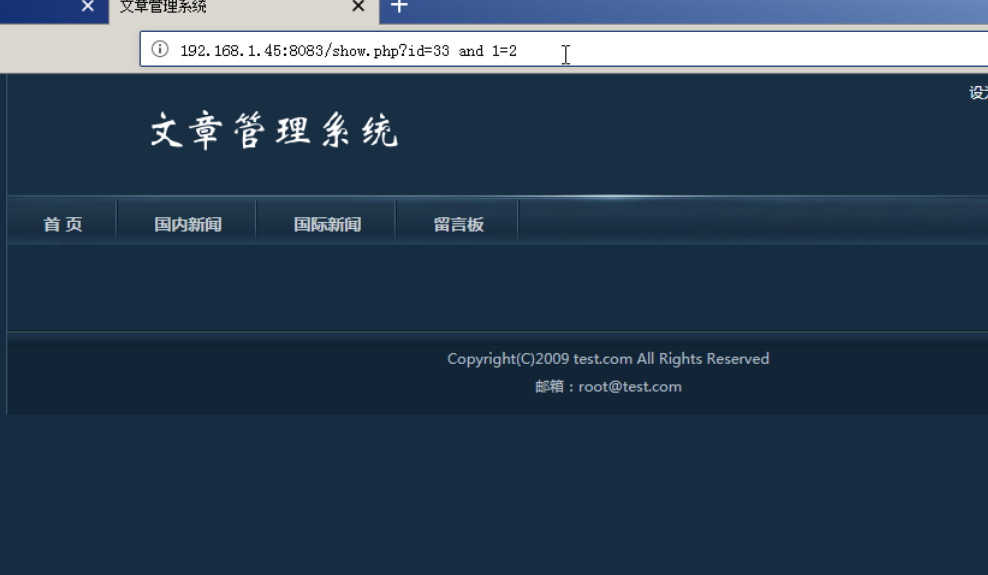 文章管理系统
192.168.1.45:8083/show.php?id=33 and 1=2
设
文章管理系统
首 页 国内新闻 国际新闻 留言板
Copyright(C)2009 test.com All Rights Reserved
邮箱：root@test.com